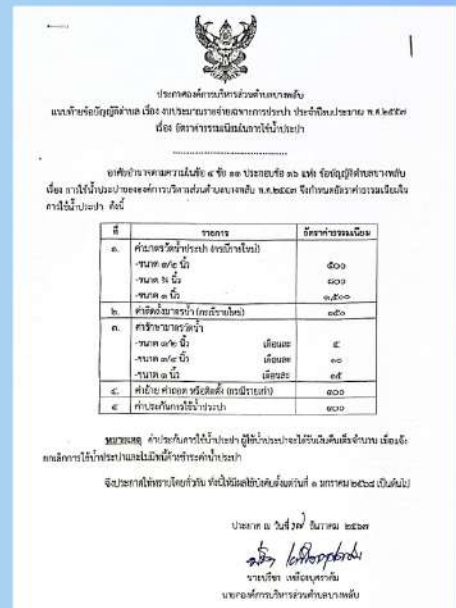 ประกาศองค์การบริหารส่วนตำบลบางพลับ
แนบท้ายข้อบัญญัติตำบล เรื่อง งบประมาณรายจ่ายเฉพาะการประปา ประจำปีงบประมาณ พ.ศ.๒๕๖๗
เรื่อง อัตราค่าธรรมเนียมในการใช้น้ำประปา
อาศัยอำนาจตามความในข้อ ๔ ข้อ ๑๑ ประกอบข้อ ๑๖ แห่ง ข้อบัญญัติตำบลบางพลับ
เรื่อง การใช้น้ำประปาขององค์การบริหารส่วนตำบลบางพลับ พ.ศ. จึงกำหนดอัตราค่าธรรมเนียมใน
การใช้น้ำประปา ดังนี้
ที่ รายการ อัตราค่าธรรมเนียม
๑. ค่ามาตรวัดน้ำประปา (กรณีรายใหม่)
-ขนาด ๑/๒ นิ้ว ๕๐๐
-ขนาด ¾ นิ้ว ๘๐๐
-ขนาด ๑ นิ้ว ๑,๕๐๐
๒. ค่าติดตั้งมาตรน้ำ (กรณีรายใหม่) ๑๕๐
๓. ค่ารักษามาตรวัดน้ำ
-ขนาด ๑/๒ นิ้ว เดือนละ ๕
-ขนาด ๓/๔ นิ้ว เดือนละ ๑๐
-ขนาด ๑ นิ้ว เดือนละ ๑๕
๔. ค่าย้าย ค่าถอด หรือติดตั้ง (กรณีรายเก่า) ๑๐๐
๕ ค่าประกันการใช้น้ำประปา
หมายเหตุ ค่าประกันการใช้น้ำประปา ผู้ใช้น้ำประปาจะได้รับเงินคืนเต็มจำนวน เมื่อแจ้ง
ยกเลิกการใช้น้ำประปาและไม่มีหนี้ค้างชำระค่าน้ำประปา
จึงประกาศให้ทราบโดยทั่วกัน ทั้งนี้ให้มีผลใช้บังคับตั้งแต่วันที่ ๑ มกราคม ๒๕๖๘ เป็นต้นไป
ประกาศ ณ วันที่ ธันวาคม ๒๕๖๗
นายปรีชา เหลืองบุศราคัม
นายกองค์การบริหารส่วนตำบลบางพลับ